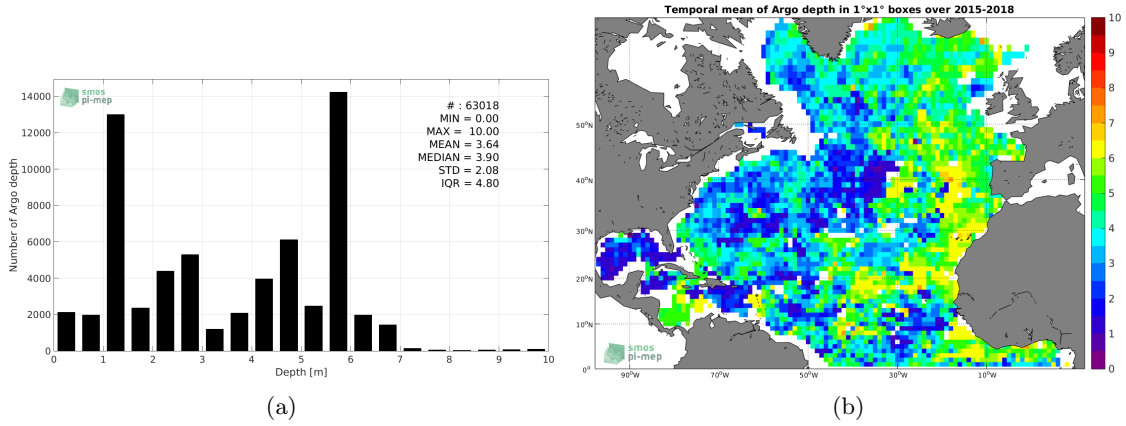 smos
pi-mep
# : 63018
MIN = 0.00
MAX = 10.00
MEAN = 3.64
MEDIAN = 3.90
STD = 2.08
IQR = 4.80
Number of Argo depth
14000
12000
10000
8000
6000
4000
2000
0
0 1 2 3 4 5 6 7 8 9 10
Depth [m]
(a)
Temporal mean of Argo depth in 1°x1° boxes over 2015-2018
50°N
40°N
30°N
20°N
10°N
0°
90°W 70°W 50°W 30°W 10°W
smos
pi-mep
10
9
8
7
6
5
4
3
2
1
0
(b)